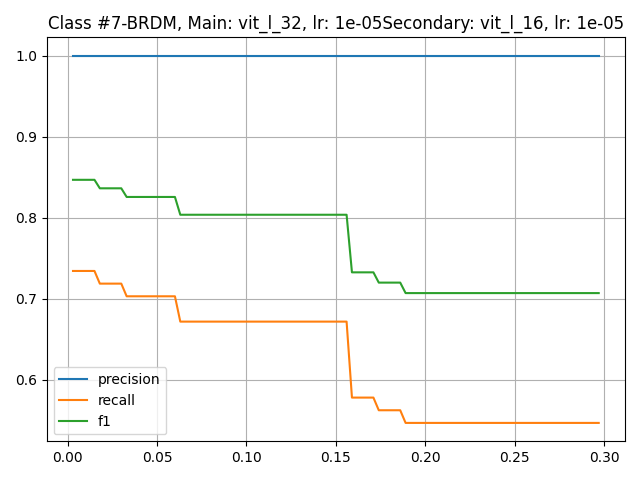 Class #7-BRDM, Main: vit_l_32, lr: 1e-05Secondary: vit_l_16, lr: 1e-05
1.0
0.9
0.8
0.7
0.6
precision
recall
f1
0.00 0.05 0.10 0.15 0.20 0.25 0.30